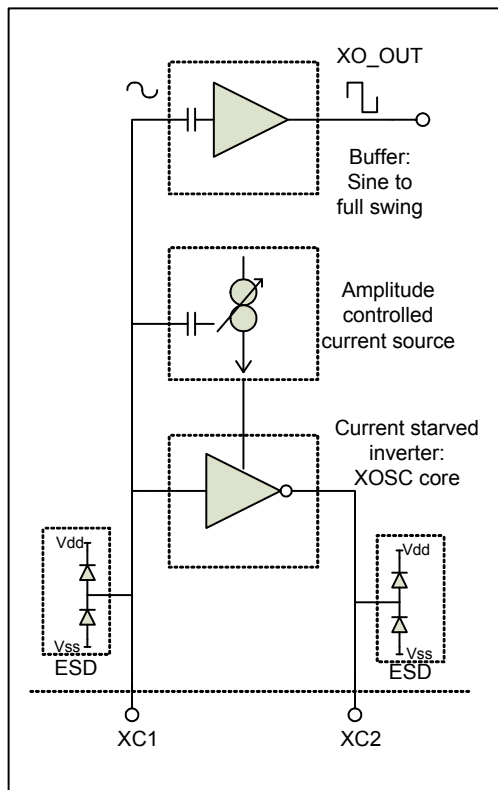 XO_OUT
Buffer:
Sine to
full swing
Amplitude
controlled
current source
Current starved
inverter:
XOSC core
Vdd
Vss
ESD
Vdd
Vss
ESD
XC1
XC2